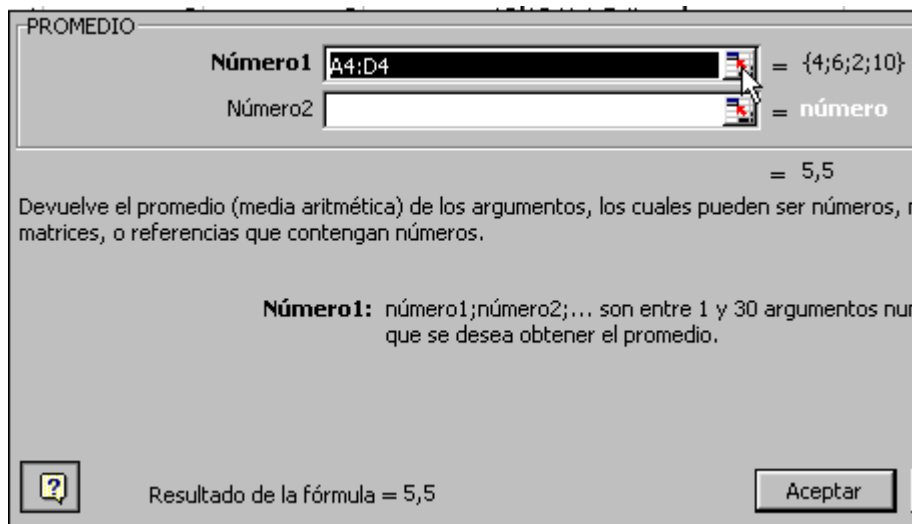 PROMEDIO
Número1 A4:D4 = {4;6;2;10}
Número2 = número
= 5,5
Devuelve el promedio (media aritmética) de los argumentos, los cuales pueden ser números,
matrices, o referencias que contengan números.
Número1: número1;número2;... son entre 1 y 30 argumentos
que se desea obtener el promedio.
Resultado de la fórmula = 5,5
Aceptar